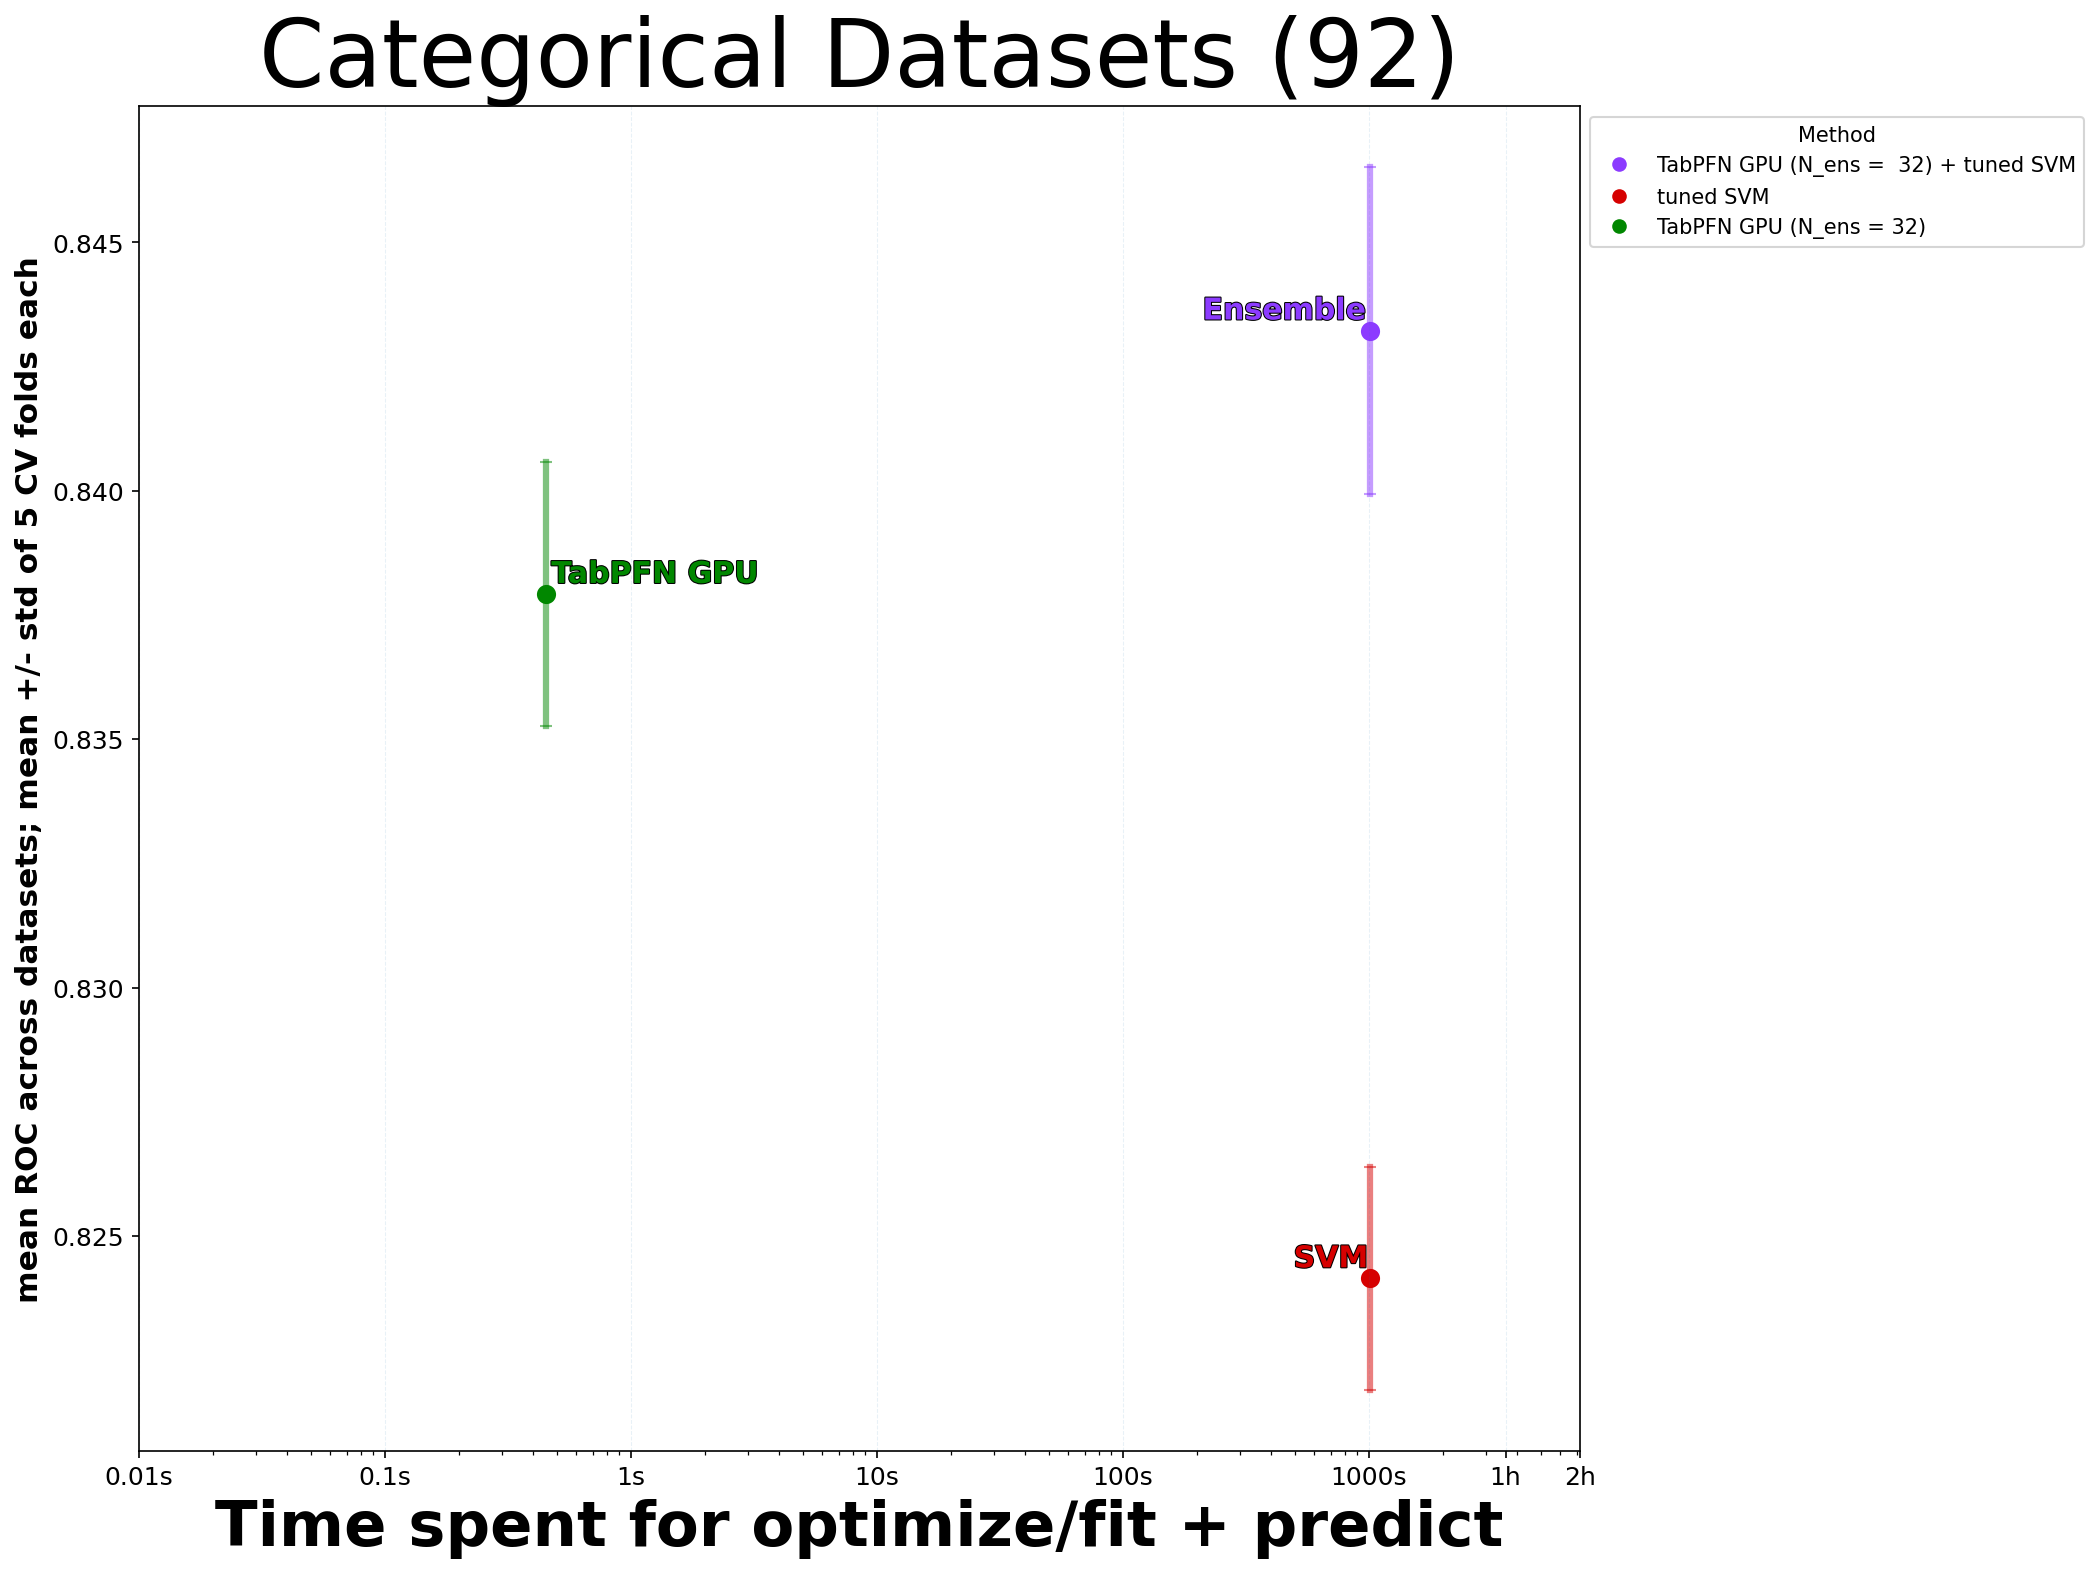 Categorical Datasets (92)
mean ROC across datasets; mean +/- std of 5 CV folds each
0.845
0.840
0.835
0.830
0.825
Ensemble
TabPFN GPU
SVM
0.01s 0.1s 1s 10s 100s 1000s 1h 2h
Time spent for optimize/fit + predict
Method
TabPFN GPU (N_ens =  32) + tuned SVM
tuned SVM
TabPFN GPU (N_ens = 32)